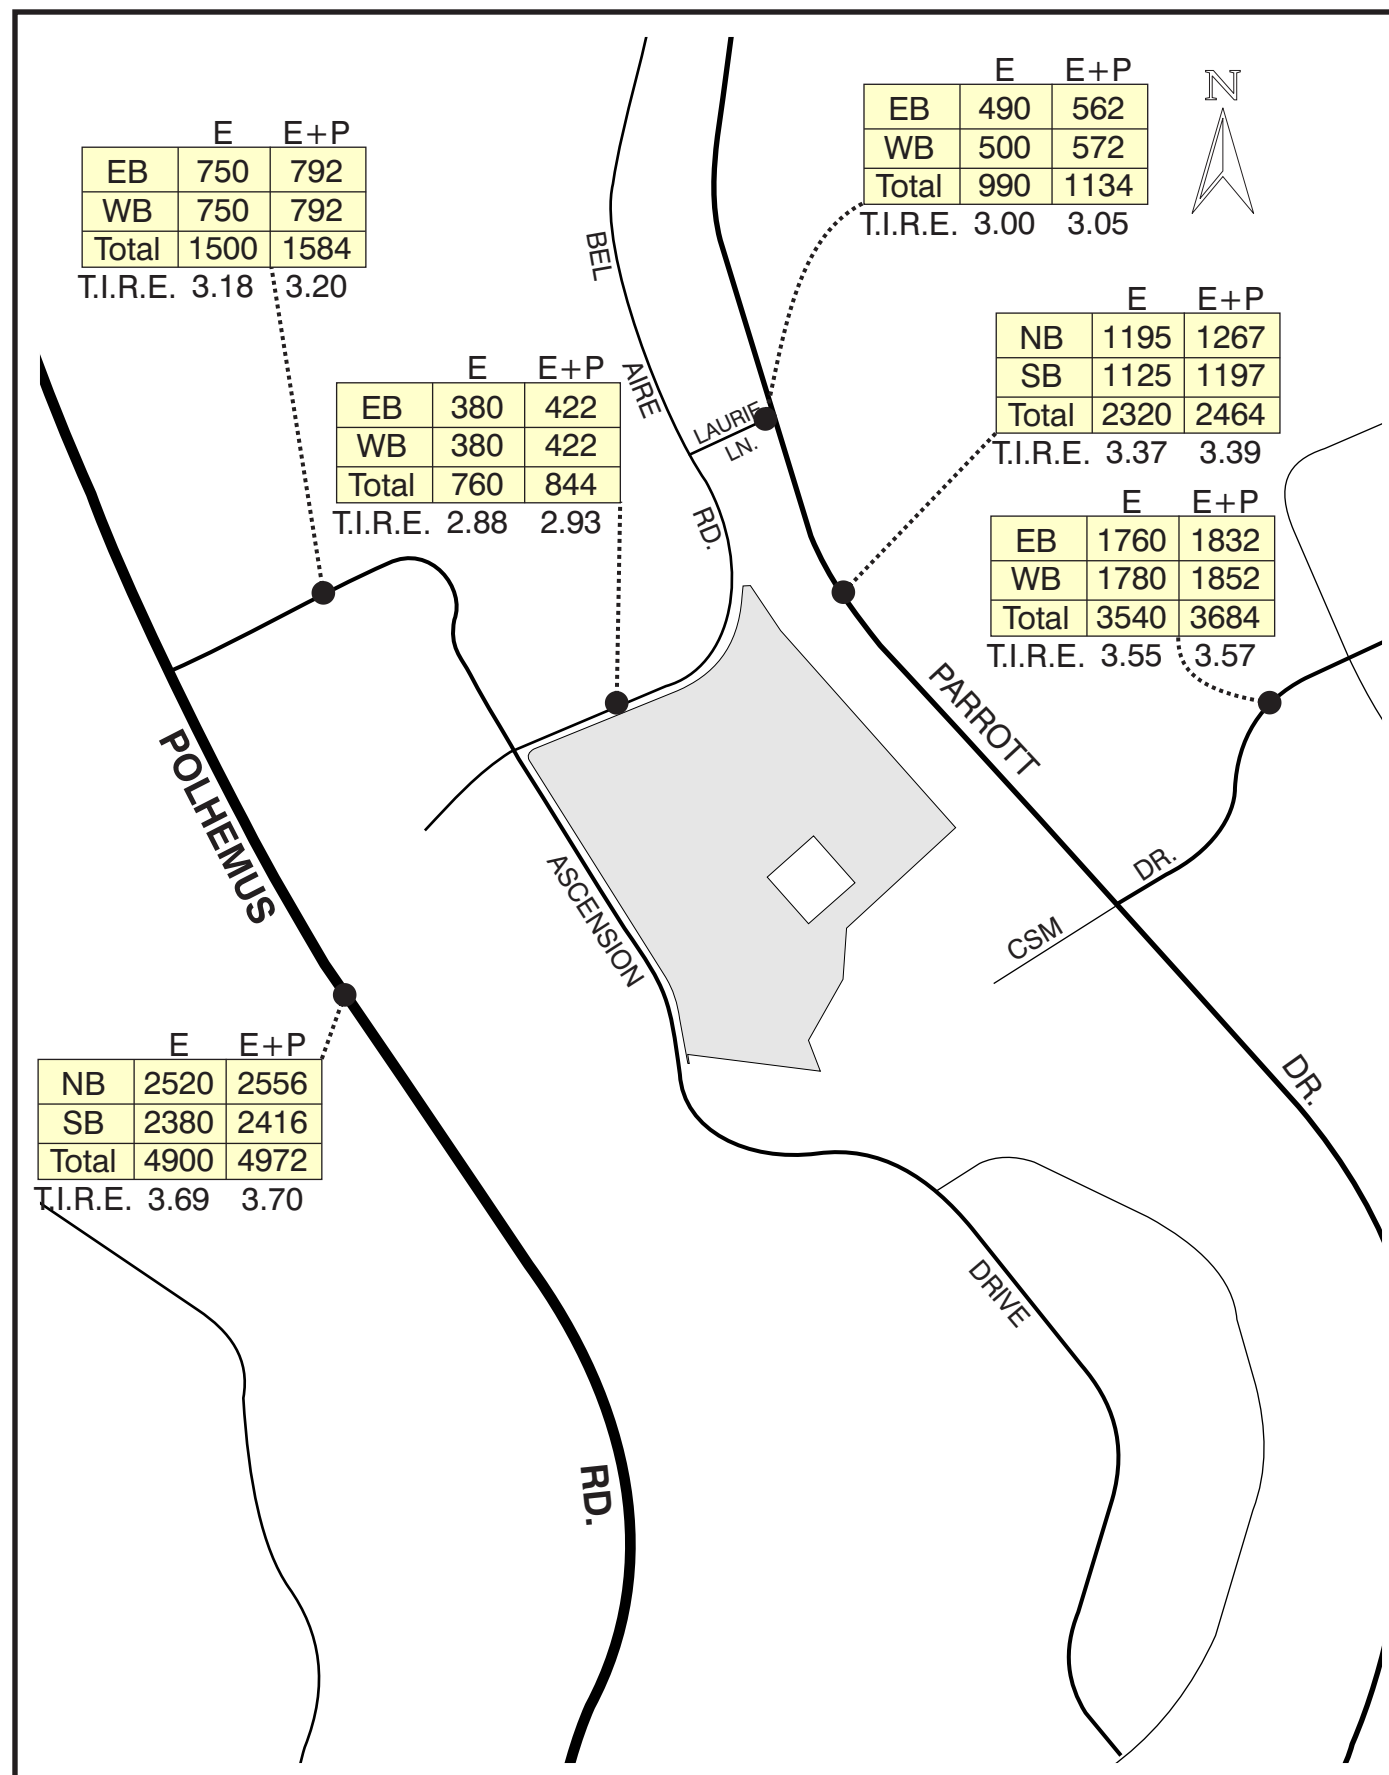 E E+P
EB 490 562
WB 500 572
Total 990 1134
T.I.R.E. 3.00 3.05
N
E E+P
EB 750 792
WB 750 792
Total 1500 1584
T.I.R.E. 3.18 3.20
BEL
AIRE
RD.
E E+P
NB 1195 1267
SB 1125 1197
Total 2320 2464
T.I.R.E. 3.37 3.39
E E+P
EB 380 422
WB 380 422
Total 760 844
T.I.R.E. 2.88 2.93
LAURIE
LN.
E E+P
EB 1760 1832
WB 1780 1852
Total 3540 3684
T.I.R.E. 3.55 3.57
PARROTT
DR.
POLHEMUS
RD.
ASCENSION
DRIVE
CSM
DR.
E E+P
NB 2520 2556
SB 2380 2416
Total 4900 4972
T.I.R.E. 3.69 3.70